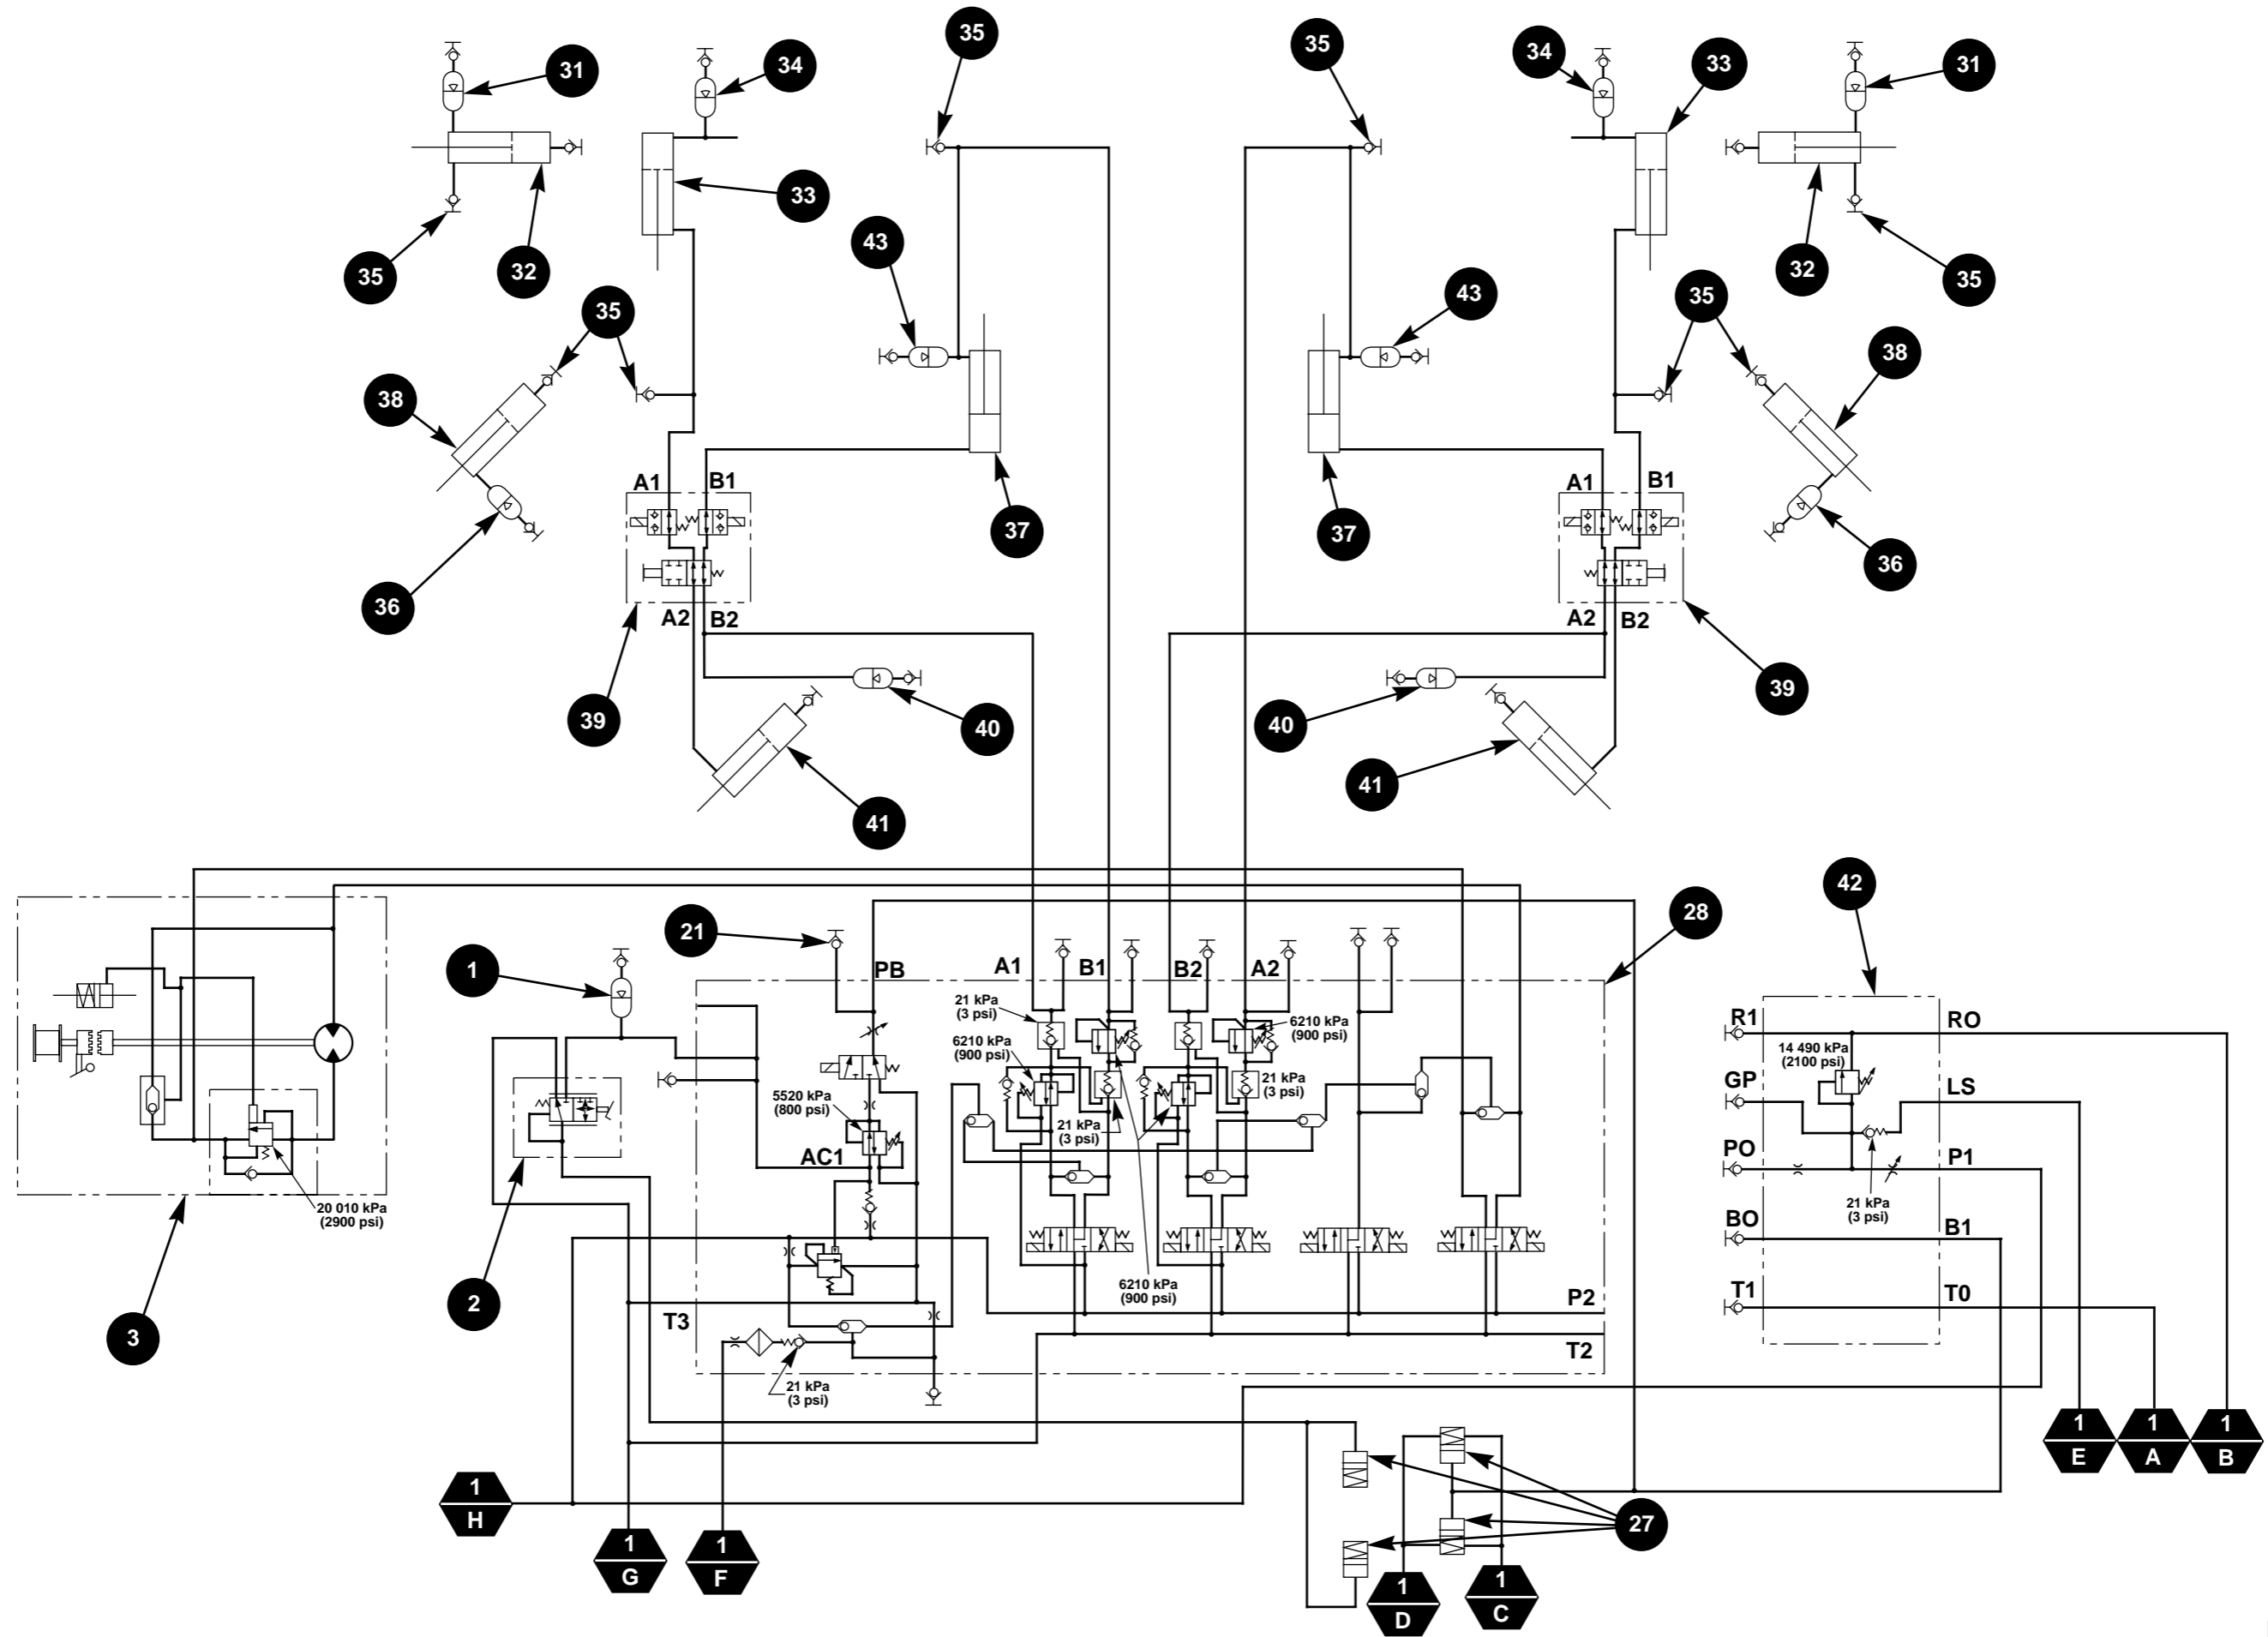 35
35
34
33
31
34
31
33
35
32
43
32
35
35
43
35
38
38
A1
B1
A1
B1
37
37
36
36
A2
B2
A2
B2
39
40
40
39
41
41
42
28
21
1
PB
A1
B1
B2
A2
21 kPa
(3 psi)
6210 kPa
(900 psi)
6210 kPa
(900 psi)
5520 kPa
(800 psi)
21 kPa
(3 psi)
21 kPa
(3 psi)
AC1
R1
RO
14 490 kPa
(2100 psi)
GP
LS
PO
P1
21 kPa
(3 psi)
BO
B1
T1
TO
20 010 kPa
(2900 psi)
6210 kPa
(900 psi)
P2
T3
T2
3
2
21 kPa
(3 psi)
1
E
1
A
1
B
1
H
27
1
G
1
F
1
D
1
C